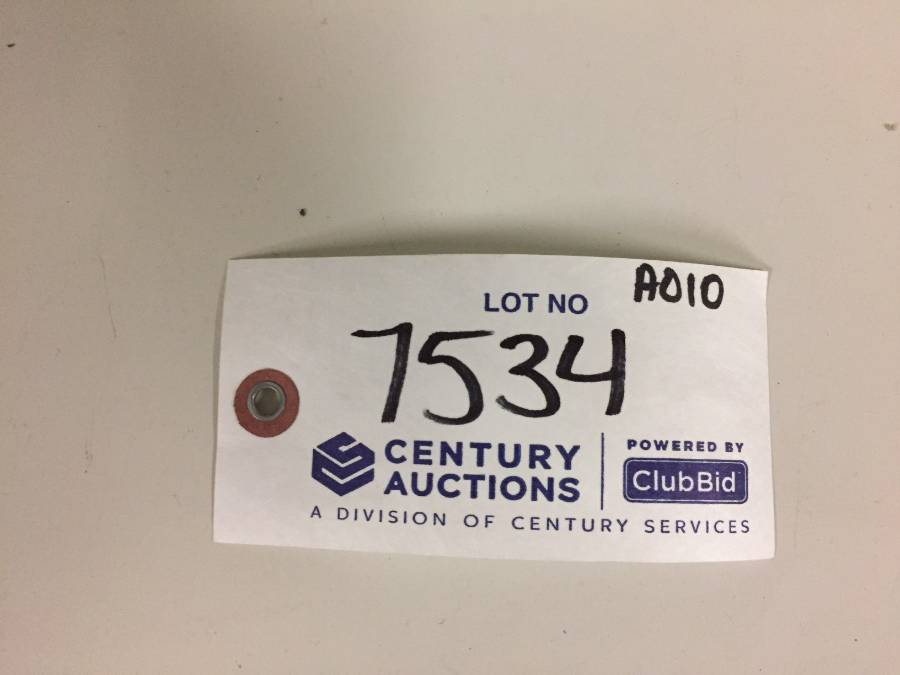 A010
LOT NO
7534
CENTURY
AUCTIONS
POWERED BY
ClubBid
A DIVISION OF CENTURY SERVICES